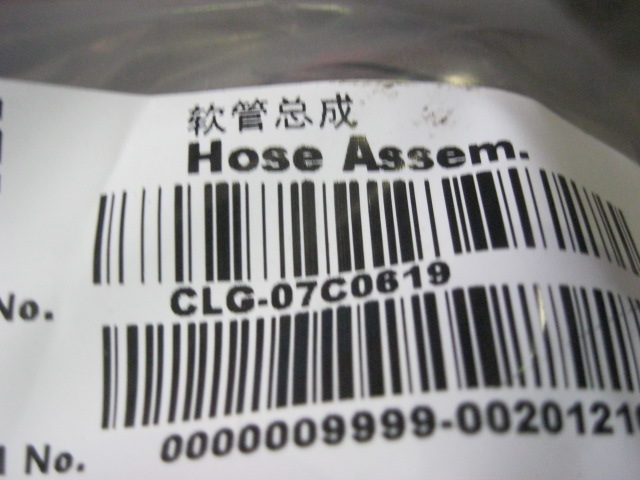 软管总成
Hose Assem.
No.
CLG-07C0619
No.
0000009999-0020121